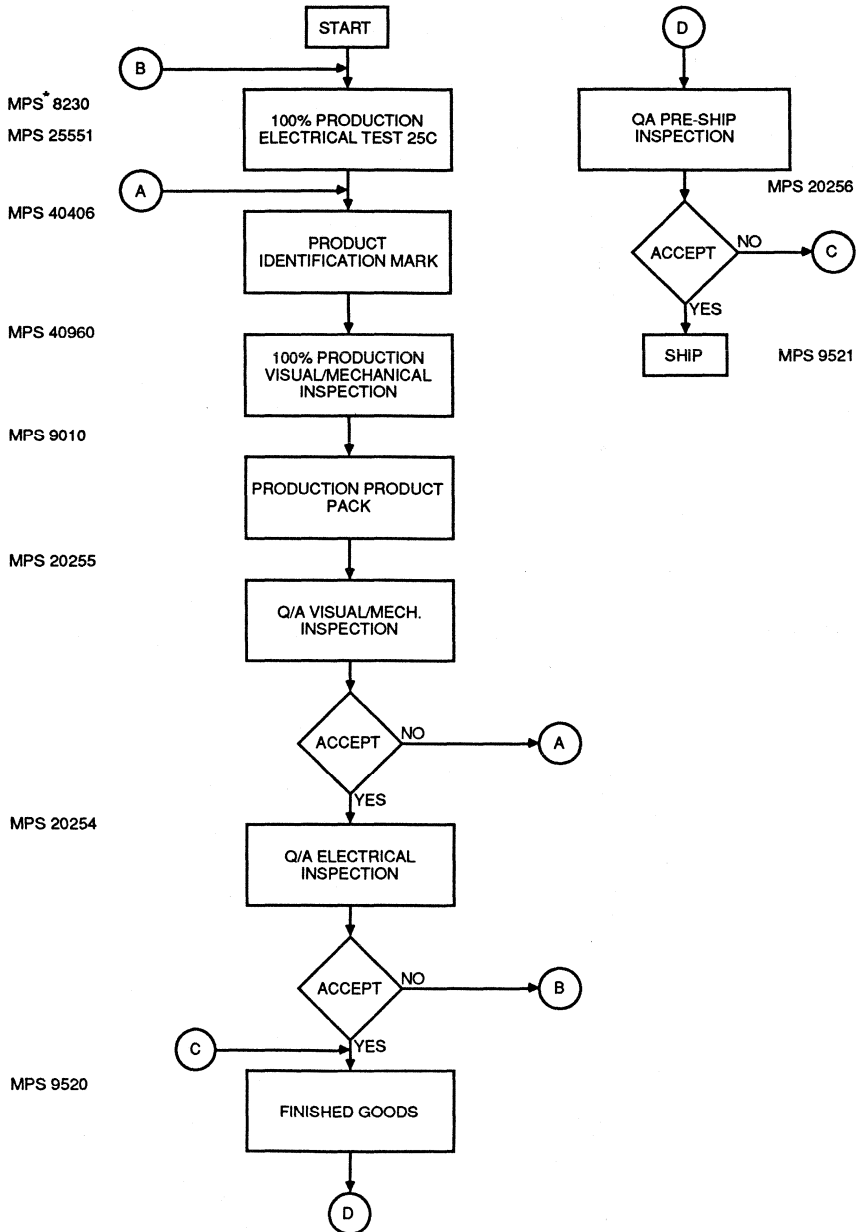 START
B
MPS* 8230
MPS 25551
100% PRODUCTION
ELECTRICAL TEST 25C
A
MPS 40406
PRODUCT
IDENTIFICATION MARK
MPS 40960
100% PRODUCTION
VISUAL/MECHANICAL
INSPECTION
MPS 9010
PRODUCTION PRODUCT
PACK
MPS 20255
Q/A VISUAL/MECH.
INSPECTION
ACCEPT
NO
A
YES
MPS 20254
Q/A ELECTRICAL
INSPECTION
ACCEPT
NO
B
YES
C
MPS 9520
FINISHED GOODS
D
D
QA PRE-SHIP
INSPECTION
MPS 20256
ACCEPT
NO
C
YES
SHIP
MPS 9521